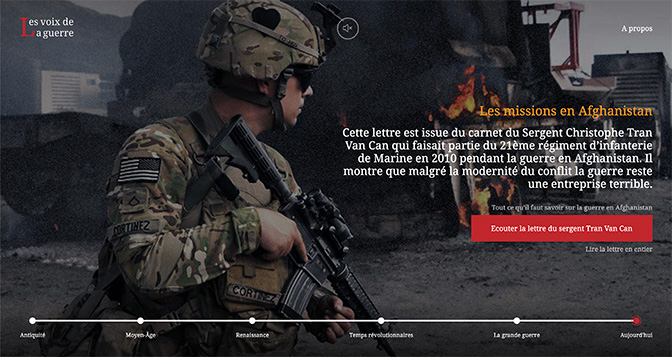 Les voix de
La guerre
A propos
Les missions en Afghanistan
Cette lettre est issue du carnet du Sergent Christophe Tran
Van Can qui faisait partie du 21ème régiment d'infanterie
de Marine en 2010 pendant la guerre en Afghanistan. Il
montre que malgré la modernité du conflit la guerre reste
une entreprise terrible.
Tout ce qu'il faut savoir sur la guerre en Afghanistan
Ecouter la lettre du sergent Tran Van Can
Lire la lettre en entier
CORTINEZ
CORTINEZ
Antiquité
Moyen-Âge
Renaissance
Temps révolutionnaires
La grande guerre
Aujourd'hui